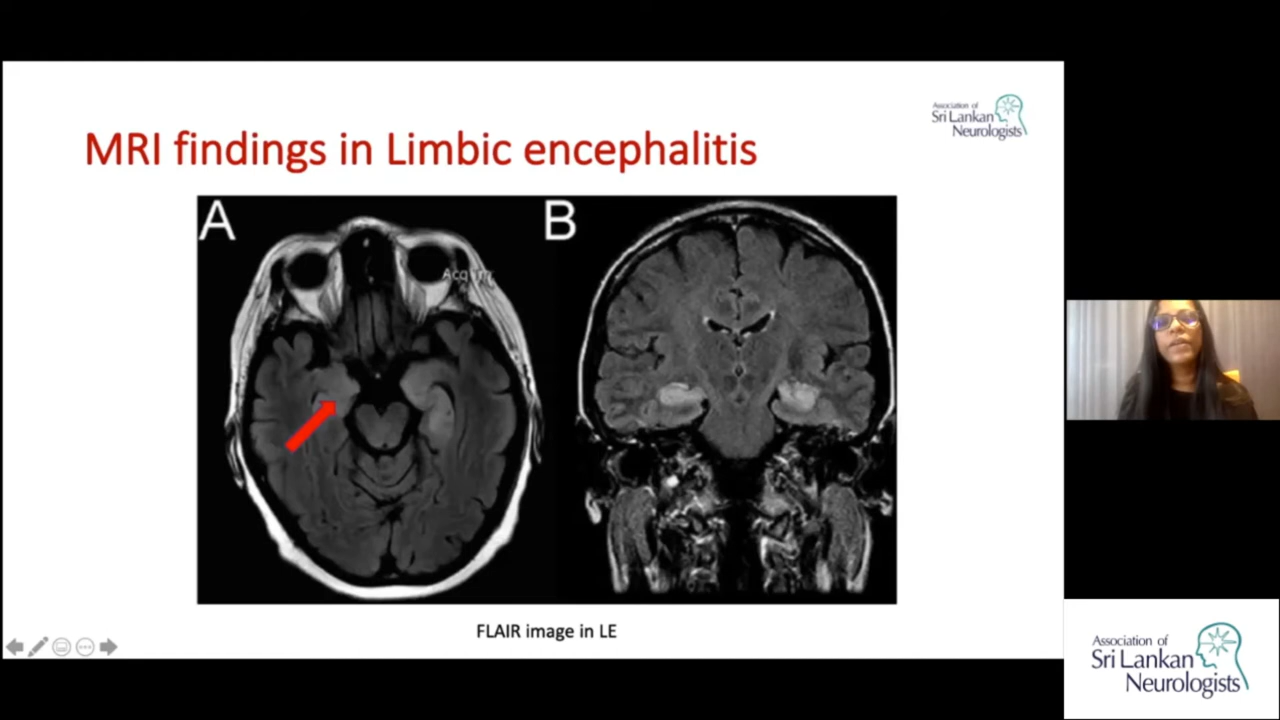 Association of
Sri Lankan
Neurologists
MRI findings in Limbic encephalitis
A
B
FLAIR image in LE
Association of
Sri Lankan
Neurologists